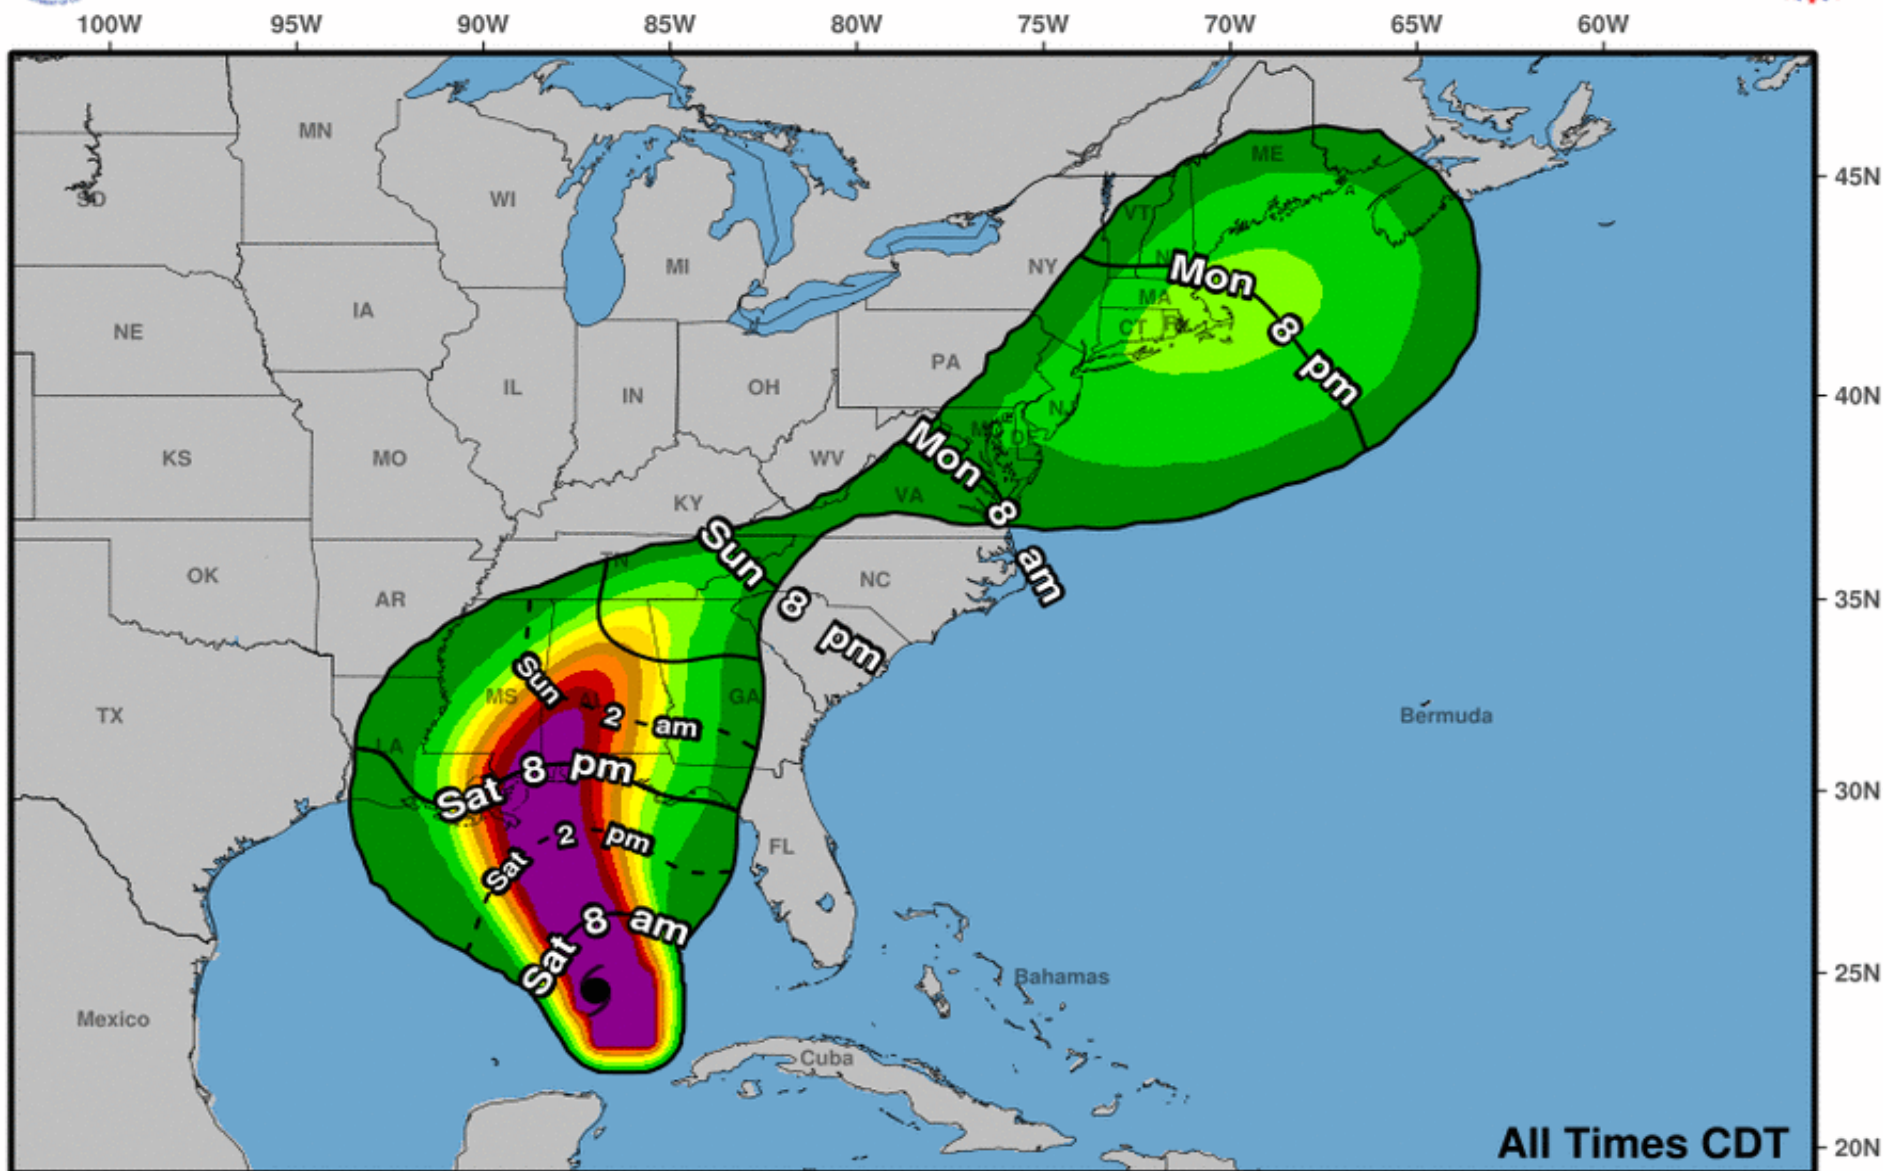 100W 95W 90W 85W 80W 75W 70W 65W 60W
MN
ME
45N
SD
WI
VT
MI
NY
Mon
8
pm
MA
CT
IA
NE
PA
40N
IL
IN
OH
NJ
Mon
8
am
DE
KS
MO
WV
VA
KY
Sun
8
pm
TN
OK
NC
AR
35N
Sun
2
am
MS
AL
GA
TX
Bermuda
LA
Sat
8
pm
30N
Sat
2
pm
FL
Sat
8
am
25N
Bahamas
Mexico
Cuba
All Times CDT
20N